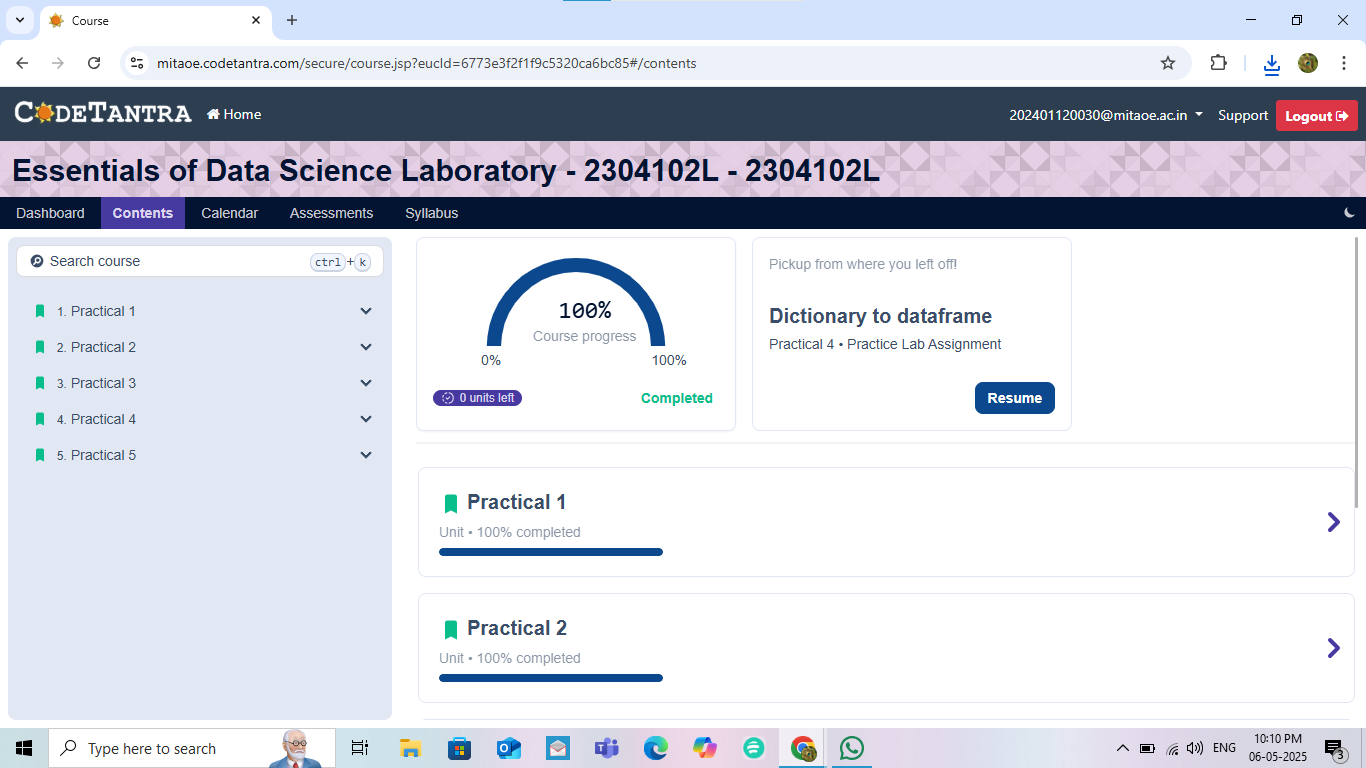 Course
mitaoe.codetantra.com/secure/course.jsp?eucId=6773e3f2f1f9c5320ca6bc85#/contents
CODETANTRA
Home
202401120030@mitaoe.ac.in
Support
Logout
Essentials of Data Science Laboratory - 2304102L - 2304102L
Dashboard
Contents
Calendar
Assessments
Syllabus
Search course
ctrl+k
1. Practical 1
2. Practical 2
3. Practical 3
4. Practical 4
5. Practical 5
100%
Course progress
0%
100%
0 units left
Completed
Pickup from where you left off!
Dictionary to dataframe
Practical 4 • Practice Lab Assignment
Resume
Practical 1
Unit • 100% completed
Practical 2
Unit • 100% completed
Type here to search
ENG
10:10 PM
06-05-2025
3